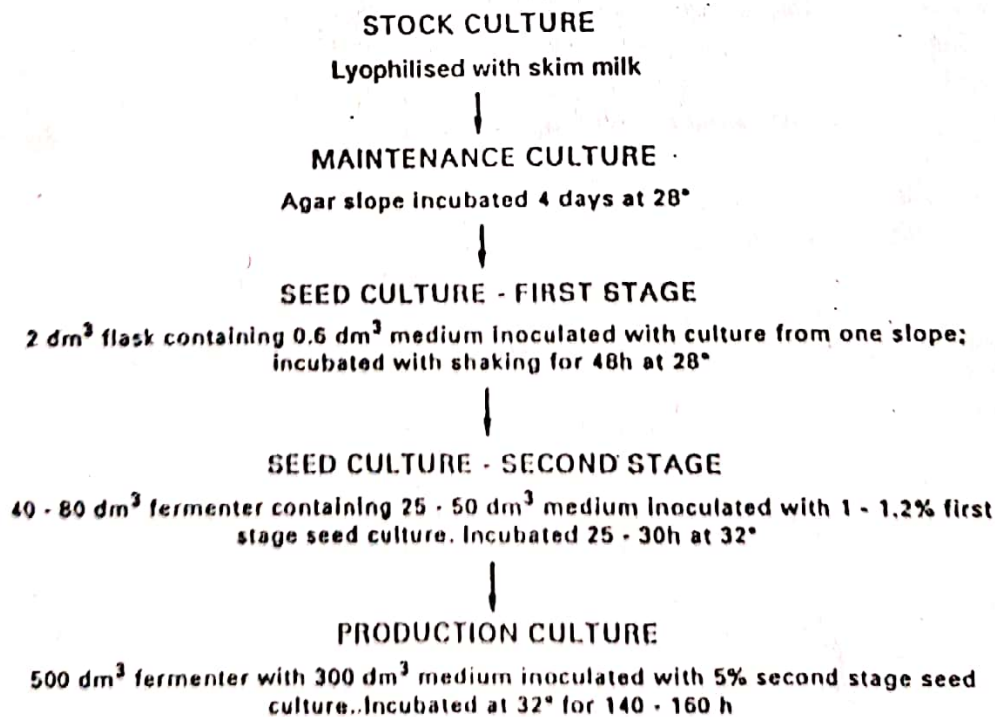 STOCK CULTURE
Lyophilised with skim milk
MAINTENANCE CULTURE
Agar slope incubated 4 days at 28°
SEED CULTURE - FIRST STAGE
2 dm³ flask containing 0.6 dm³ medium inoculated with culture from one slope;
incubated with shaking for 48h at 28°
SEED CULTURE - SECOND STAGE
40 - 80 dm³ fermenter containing 25 - 50 dm³ medium inoculated with 1 - 1.2% first
stage seed culture. Incubated 25 - 30h at 32°
PRODUCTION CULTURE
500 dm³ fermenter with 300 dm³ medium inoculated with 5% second stage seed
culture..Incubated at 32° for 140 - 160 h